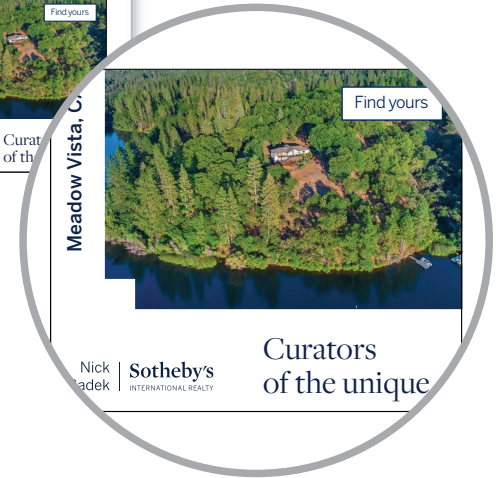 Find yours
Curat
of th
Meadow Vista, C
Find yours
Nick
adek
Sotheby's
INTERNATIONAL REALTY
Curators
of the unique